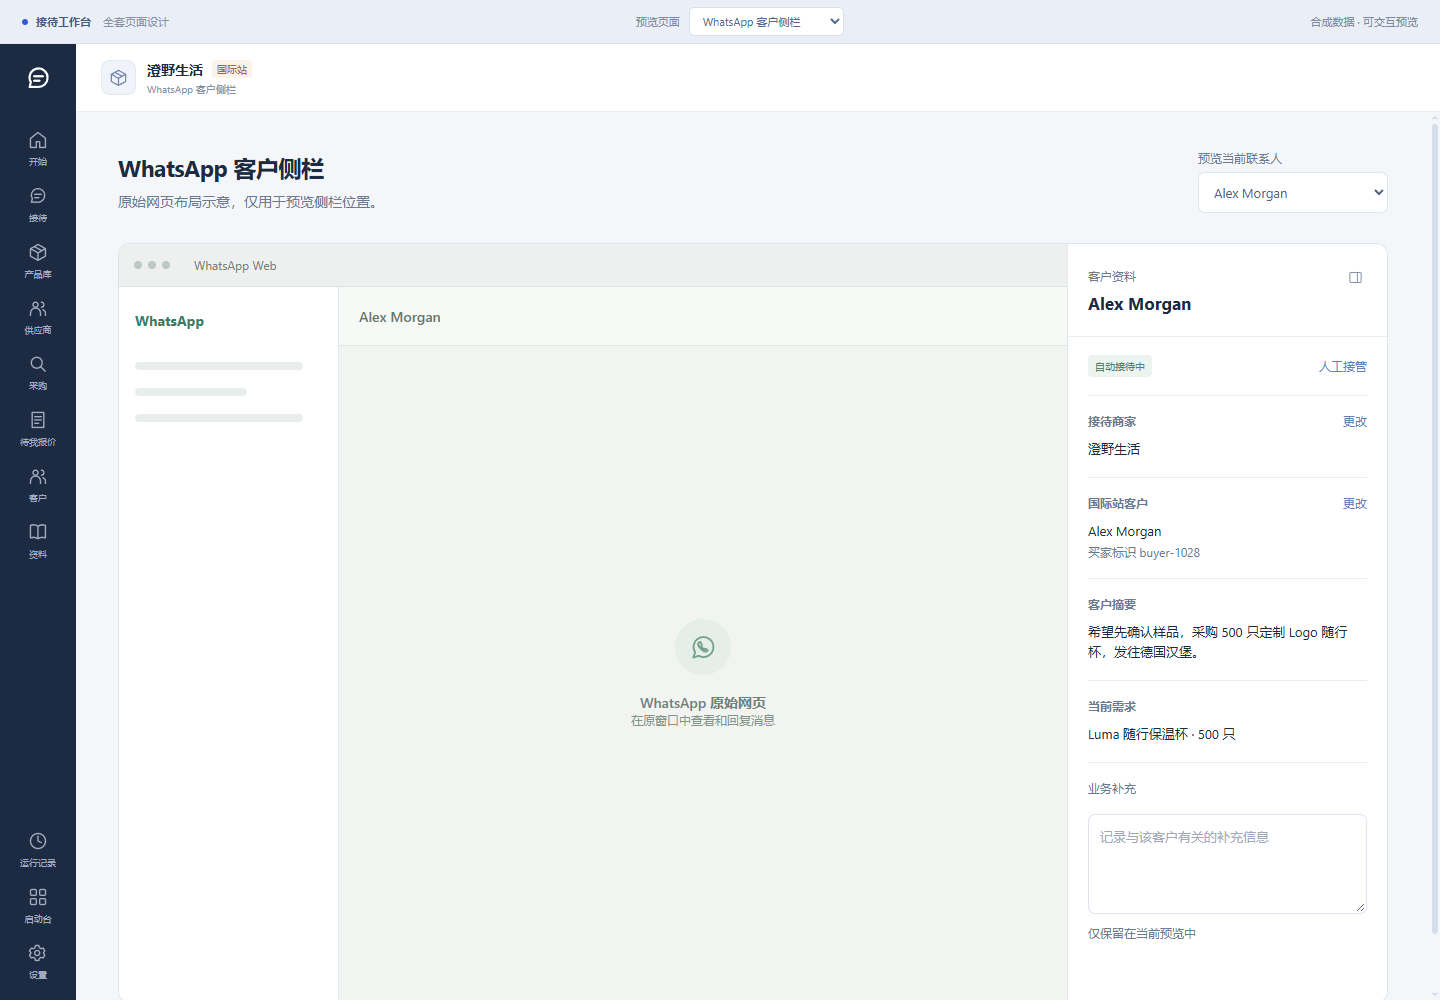 接待工作台 全套页面设计
预览页面 WhatsApp 客户侧栏
合成数据 · 可交互预览
澄野生活 国际站
WhatsApp 客户侧栏
开始
接待
产品库
供应商
采购
待我报价
客户
资料
运行记录
启动台
设置
WhatsApp 客户侧栏
原始网页布局示意，仅用于预览侧栏位置。
预览当前联系人
Alex Morgan
WhatsApp Web
WhatsApp
Alex Morgan
WhatsApp 原始网页
在原窗口中查看和回复消息
客户资料
Alex Morgan
自动接待中 人工接管
接待商家 更改
澄野生活
国际站客户 更改
Alex Morgan
买家标识 buyer-1028
客户摘要
希望先确认样品，采购 500 只定制 Logo 随行
杯，发往德国汉堡。
当前需求
Luma 随行保温杯 · 500 只
业务补充
记录与该客户有关的补充信息
仅保留在当前预览中